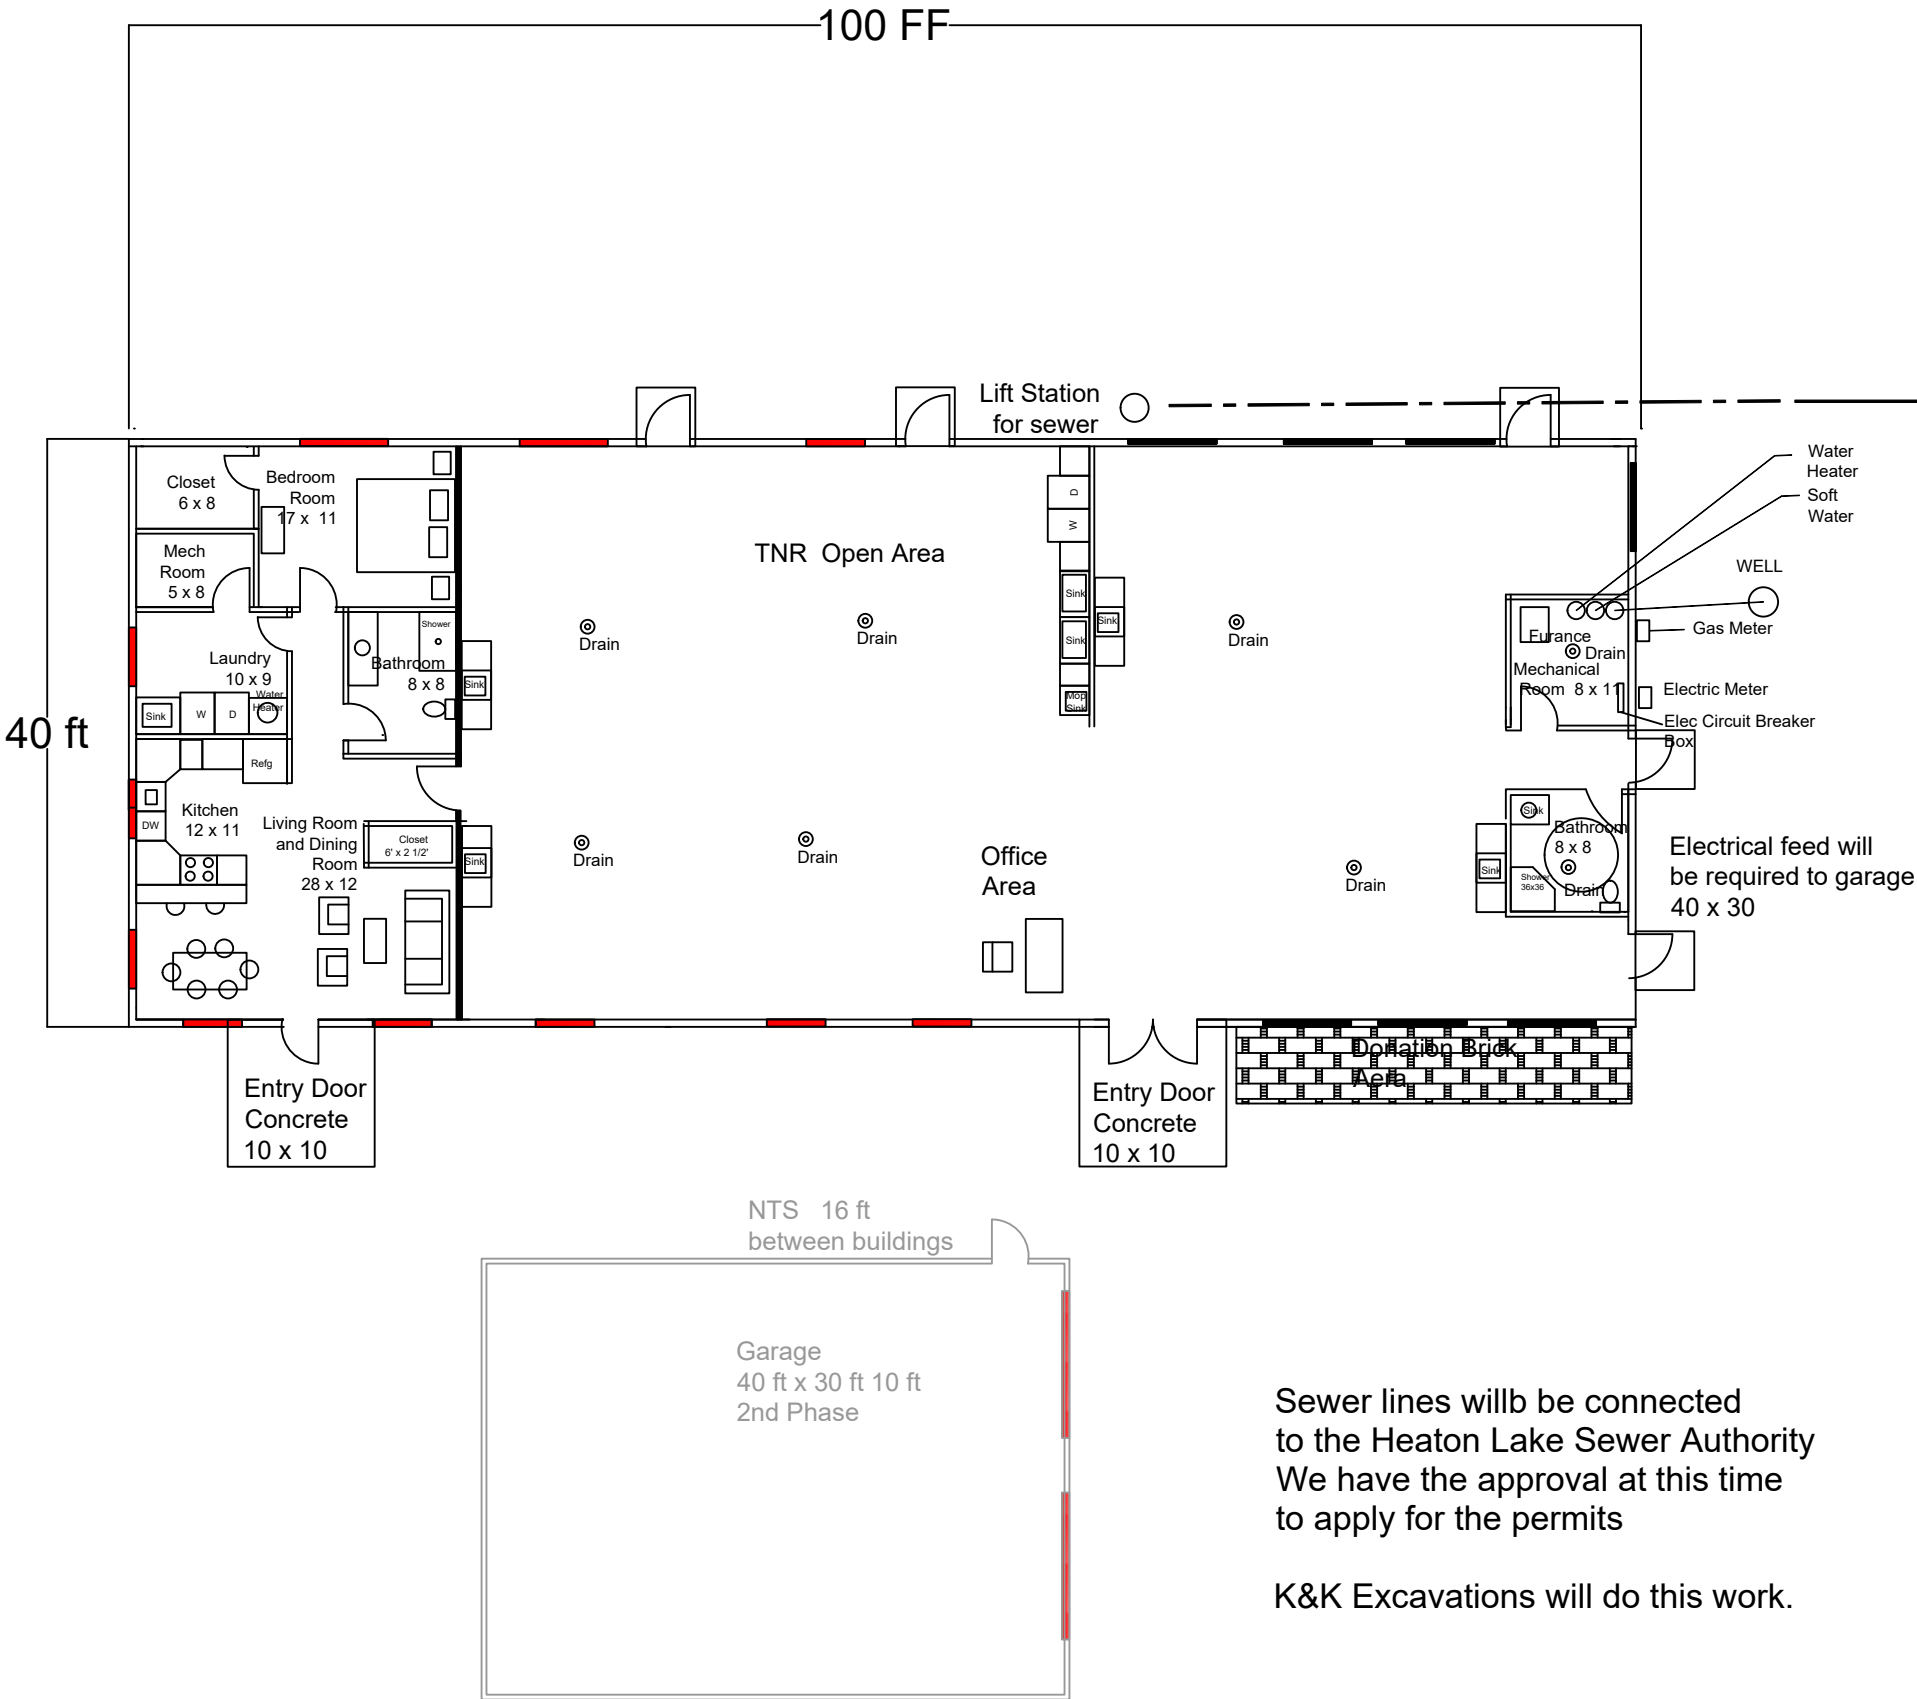 100 FF
Lift Station
for sewer
Water
Heater
Soft
Water
WELL
Gas Meter
Electric Meter
Elec Circuit Breaker
Box
Closet
6 x 8
Bedroom
Room
17 x 11
Mech
Room
5 x 8
Laundry
10 x 9
Water
Heater
Sink
W
D
Shower
Bathroom
8 x 8
Sink
40 ft
Refg
Kitchen
12 x 11
DW
Living Room
and Dining
Room
28 x 12
Closet
6' x 2 1/2'
Sink
TNR Open Area
Drain
Drain
Drain
Drain
D
W
Sink
Sink
Mop
Sink
Sink
Office
Area
Drain
Drain
Furance
Drain
Mechanical
Room 8 x 11
Sink
Bathroom
8 x 8
Sink
Shower
36x36
Drain
Electrical feed will
be required to garage
40 x 30
Entry Door
Concrete
10 x 10
Entry Door
Concrete
10 x 10
Donation Brick
Aera
NTS 16 ft
between buildings
Garage
40 ft x 30 ft 10 ft
2nd Phase
Sewer lines willb be connected
to the Heaton Lake Sewer Authority
We have the approval at this time
to apply for the permits
K&K Excavations will do this work.